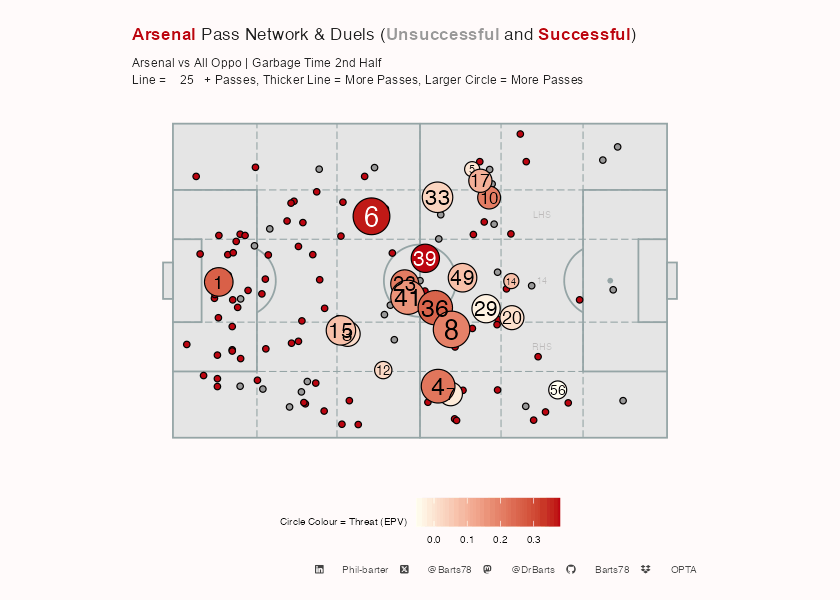 Arsenal Pass Network & Duels (Unsuccessful and Successful)
Arsenal vs All Oppo | Garbage Time 2nd Half
Line = 25 + Passes, Thicker Line = More Passes, Larger Circle = More Passes
5
17
10
33
LHS
6
39
49
14
14
1
23
41
36
29
20
8
15
RHS
12
4
7
56
Circle Colour = Threat (EPV)
0.0 0.1 0.2 0.3
Phil-barter @Barts78 @DrBarts Barts78 OPTA